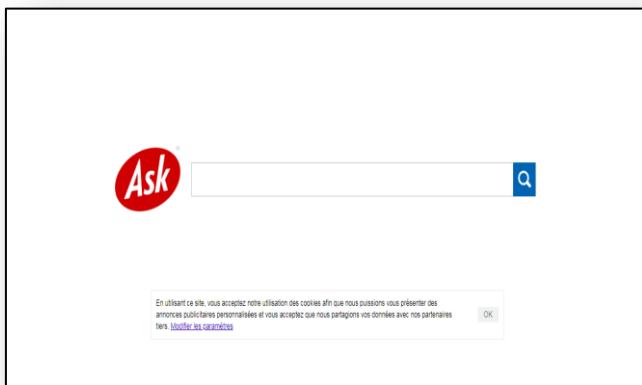 Ask
En utilisant ce site, vous acceptez notre utilisation des cookies afin que nous puissions vous présenter des
annonces publicitaires personnalisées et vous acceptez que nous partagions vos données avec nos partenaires
tiers. Modifier les paramètres
OK